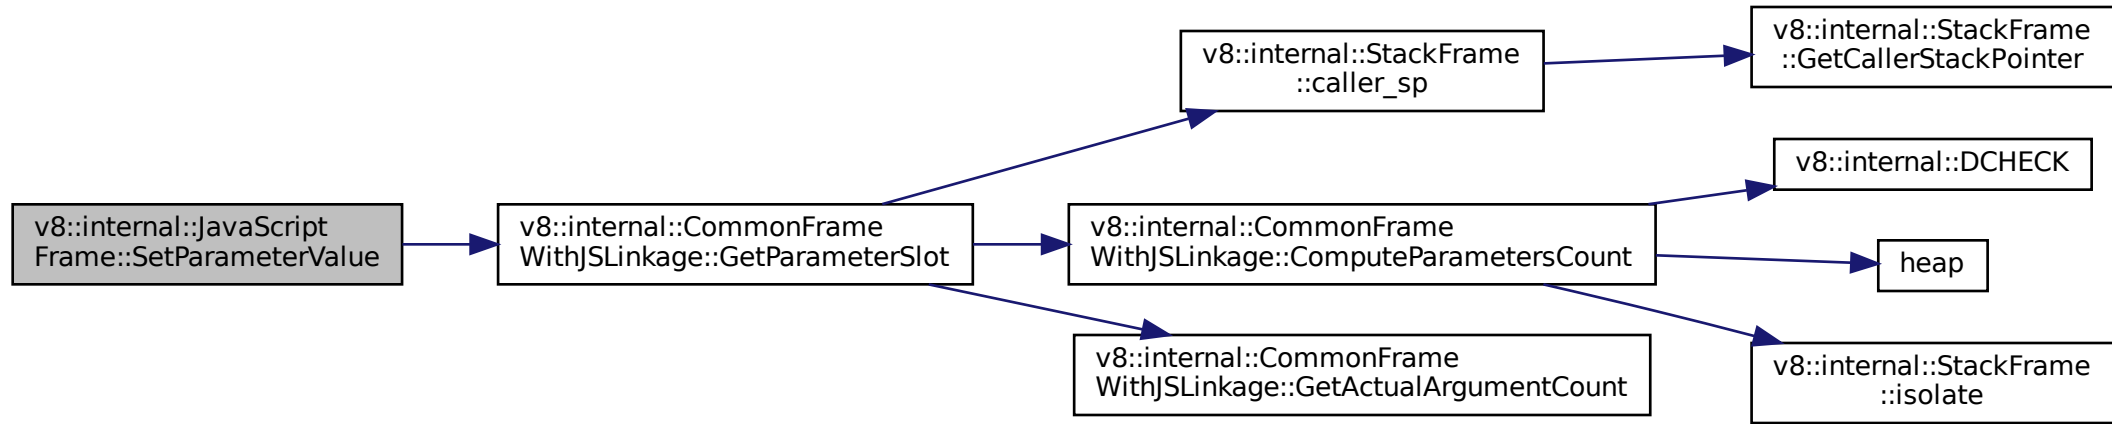 v8::internal::JavaScript
Frame::SetParameterValue
v8::internal::CommonFrame
WithJSLinkage::GetParameterSlot
v8::internal::StackFrame
::caller_sp
v8::internal::StackFrame
::GetCallerStackPointer
v8::internal::CommonFrame
WithJSLinkage::ComputeParametersCount
v8::internal::DCHECK
heap
v8::internal::StackFrame
::isolate
v8::internal::CommonFrame
WithJSLinkage::GetActualArgumentCount